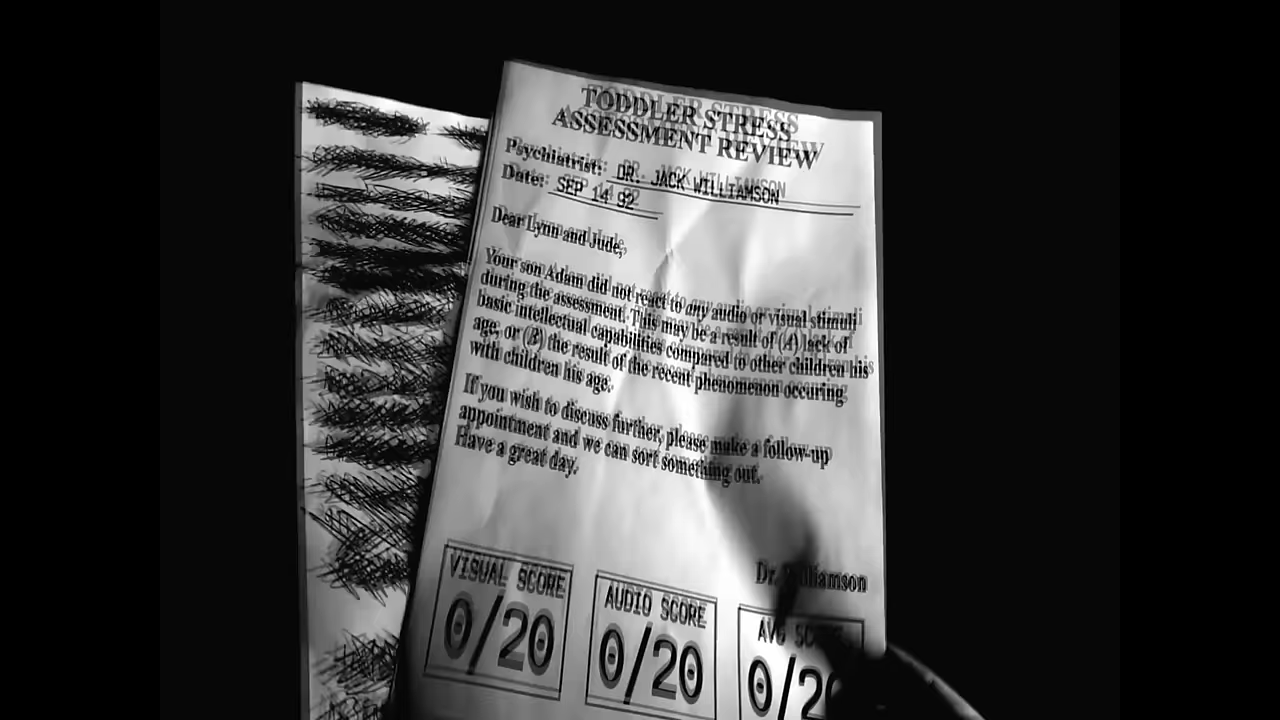 TODDLER STRESS
ASSESSMENT REVIEW
Psychiatrist: DR. JACK WILLIAMSON
Date: SEP 14 92
Dear Lynn and Jude,
Your son Adam did not react to any audio or visual stimuli
during the assessment. This may be a result of (A) lack of
basic intellectual capabilities compared to other children his
age, or (B) the result of the recent phenomenon occuring
with children his age.
If you wish to discuss further, please make a follow-up
appointment and we can sort something out.
Have a great day.
Dr. Williamson
VISUAL SCORE
0/20
AUDIO SCORE
0/20
AVG SCORE
0/20